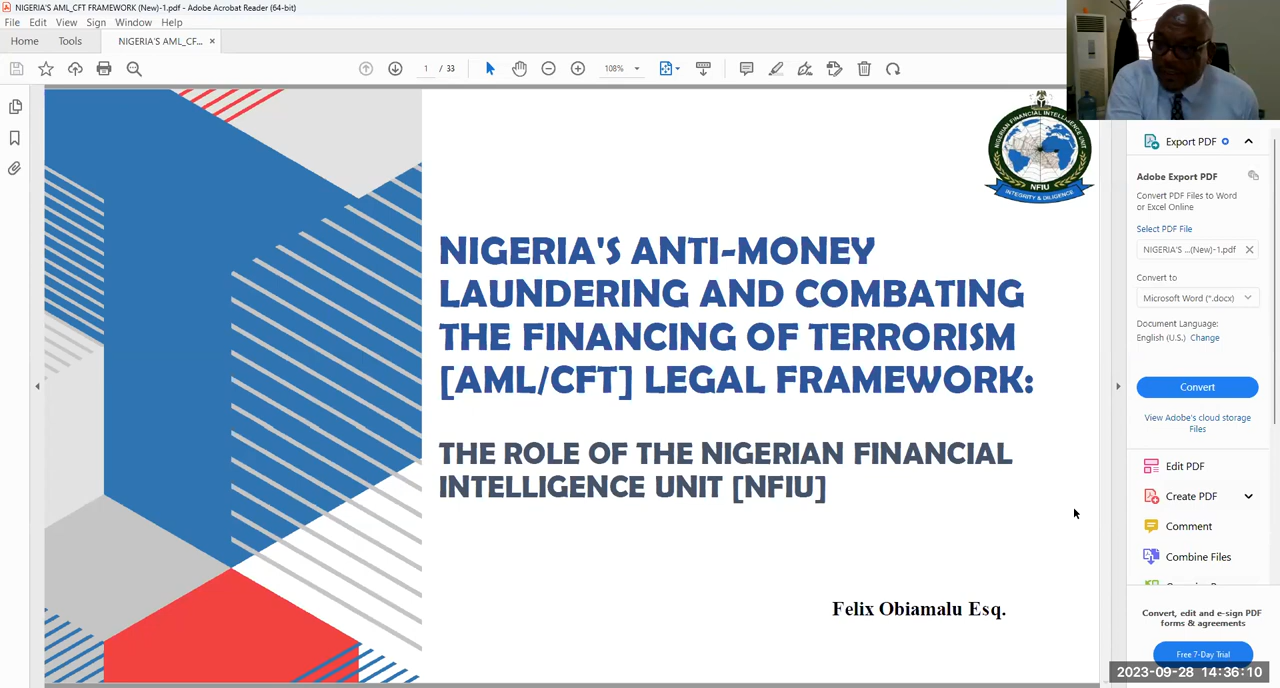 NIGERIA'S AML_CFT FRAMEWORK (New)-1.pdf - Adobe Acrobat Reader (64-bit)
File Edit View Sign Window Help
Home Tools NIGERIA'S AML_CF... ×
1 / 33 108%
NIGERIAN FINANCIAL INTELLIGENCE UNIT
NFIU
INTEGRITY & DILIGENCE
NIGERIA'S ANTI-MONEY
LAUNDERING AND COMBATING
THE FINANCING OF TERRORISM
[AML/CFT] LEGAL FRAMEWORK:
THE ROLE OF THE NIGERIAN FINANCIAL
INTELLIGENCE UNIT [NFIU]
Felix Obiamalu Esq.
Export PDF
Adobe Export PDF
Convert PDF Files to Word
or Excel Online
Select PDF File
NIGERIA'S ...(New)-1.pdf
Convert to
Microsoft Word (*.docx)
Document Language:
English (U.S.) Change
Convert
View Adobe's cloud storage
Files
Edit PDF
Create PDF
Comment
Combine Files
Convert, edit and e-sign PDF
forms & agreements
Free 7-Day Trial
2023-09-28 14:36:10